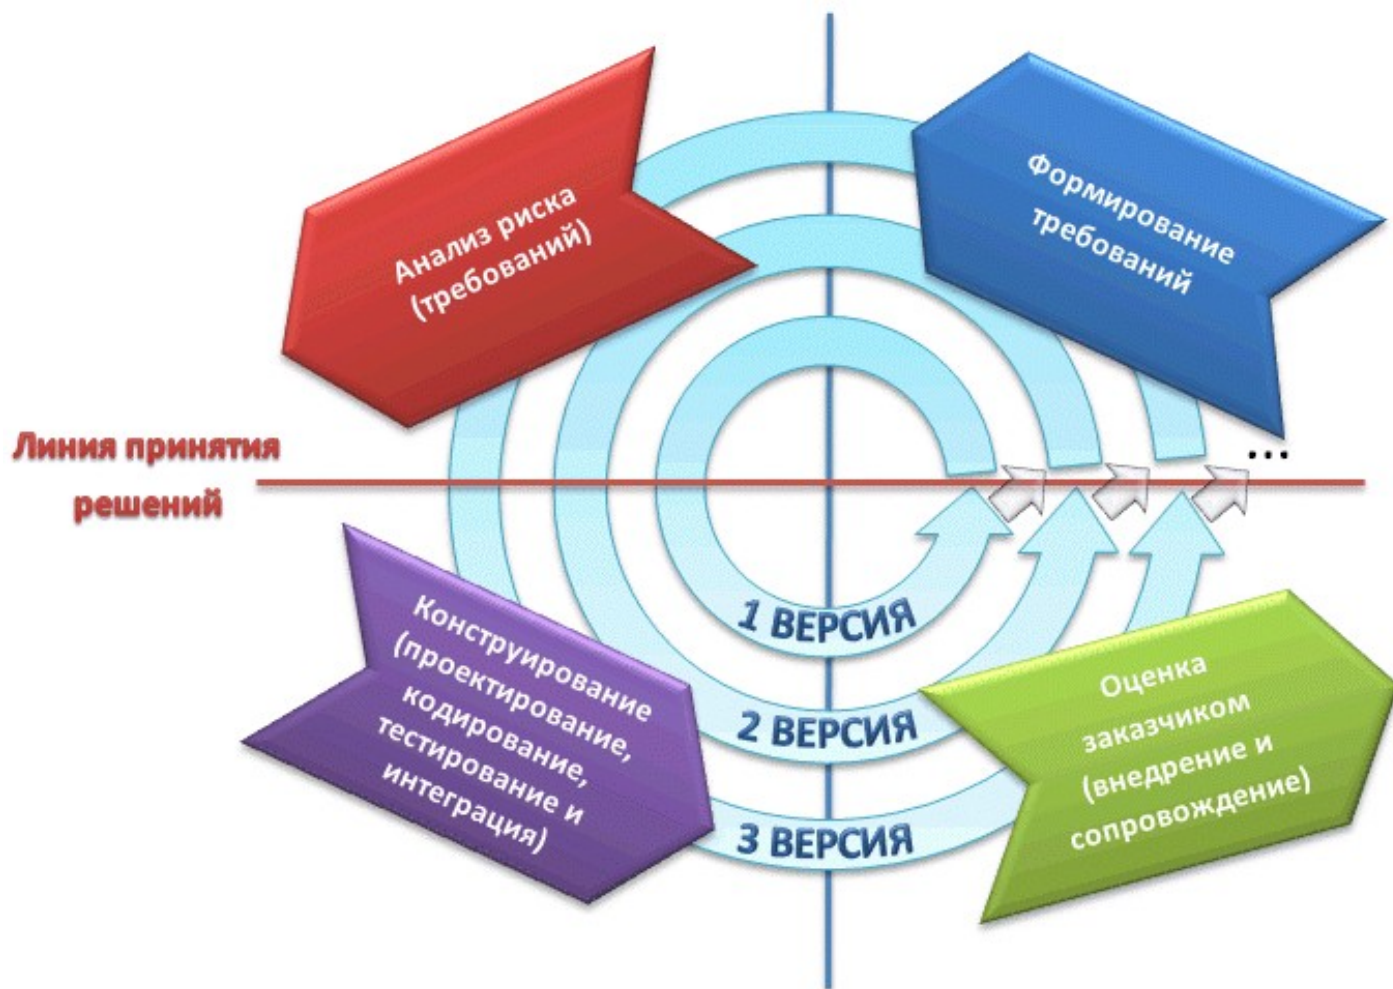 Анализ риска
(требований)
Формирование
требований
Линия принятия
решений
...
1 ВЕРСИЯ
2 ВЕРСИЯ
3 ВЕРСИЯ
Конструирование
(проектирование,
кодирование,
тестирование и
интеграция)
Оценка
заказчиком
(внедрение и
сопровождение)